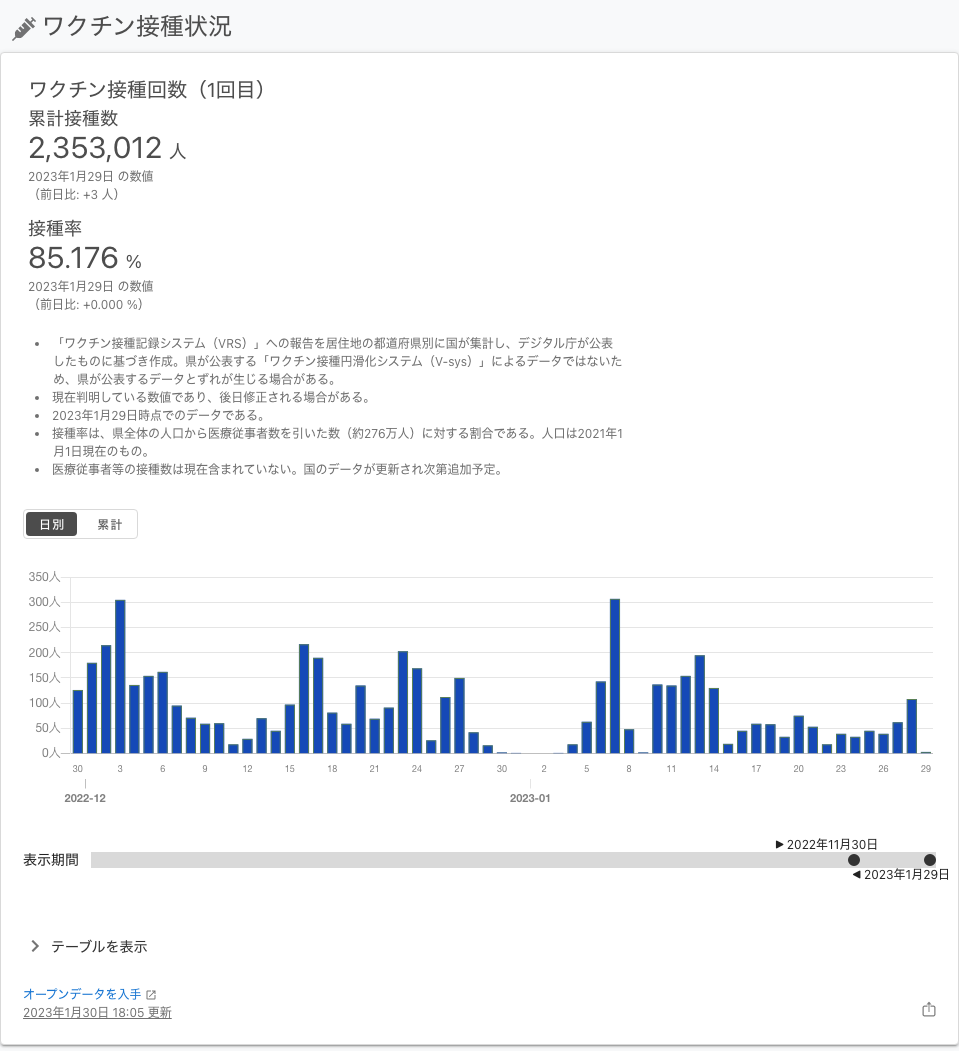 ワクチン接種状況
ワクチン接種回数（1回目）
累計接種数
2,353,012 人
2023年1月29日 の数値
（前日比: +3 人）
接種率
85.176 %
2023年1月29日 の数値
（前日比: +0.000 %）
• 「ワクチン接種記録システム（VRS）」への報告を居住地の都道府県別に国が集計し、デジタル庁が公表
したものに基づき作成。県が公表する「ワクチン接種円滑化システム（V-sys）」によるデータではないた
め、県が公表するデータとずれが生じる場合がある。
• 現在判明している数値であり、後日修正される場合がある。
• 2023年1月29日時点でのデータである。
• 接種率は、県全体の人口から医療従事者数を引いた数（約276万人）に対する割合である。人口は2021年1
月1日現在のもの。
• 医療従事者等の接種数は現在含まれていない。国のデータが更新され次第追加予定。
日別 累計
350人
300人
250人
200人
150人
100人
50人
0人
30 3 6 9 12 15 18 21 24 27 30 2 5 8 11 14 17 20 23 26 29
2022-12 2023-01
▶ 2022年11月30日
表示期間
◀ 2023年1月29日
テーブルを表示
オープンデータを入手
2023年1月30日 18:05 更新